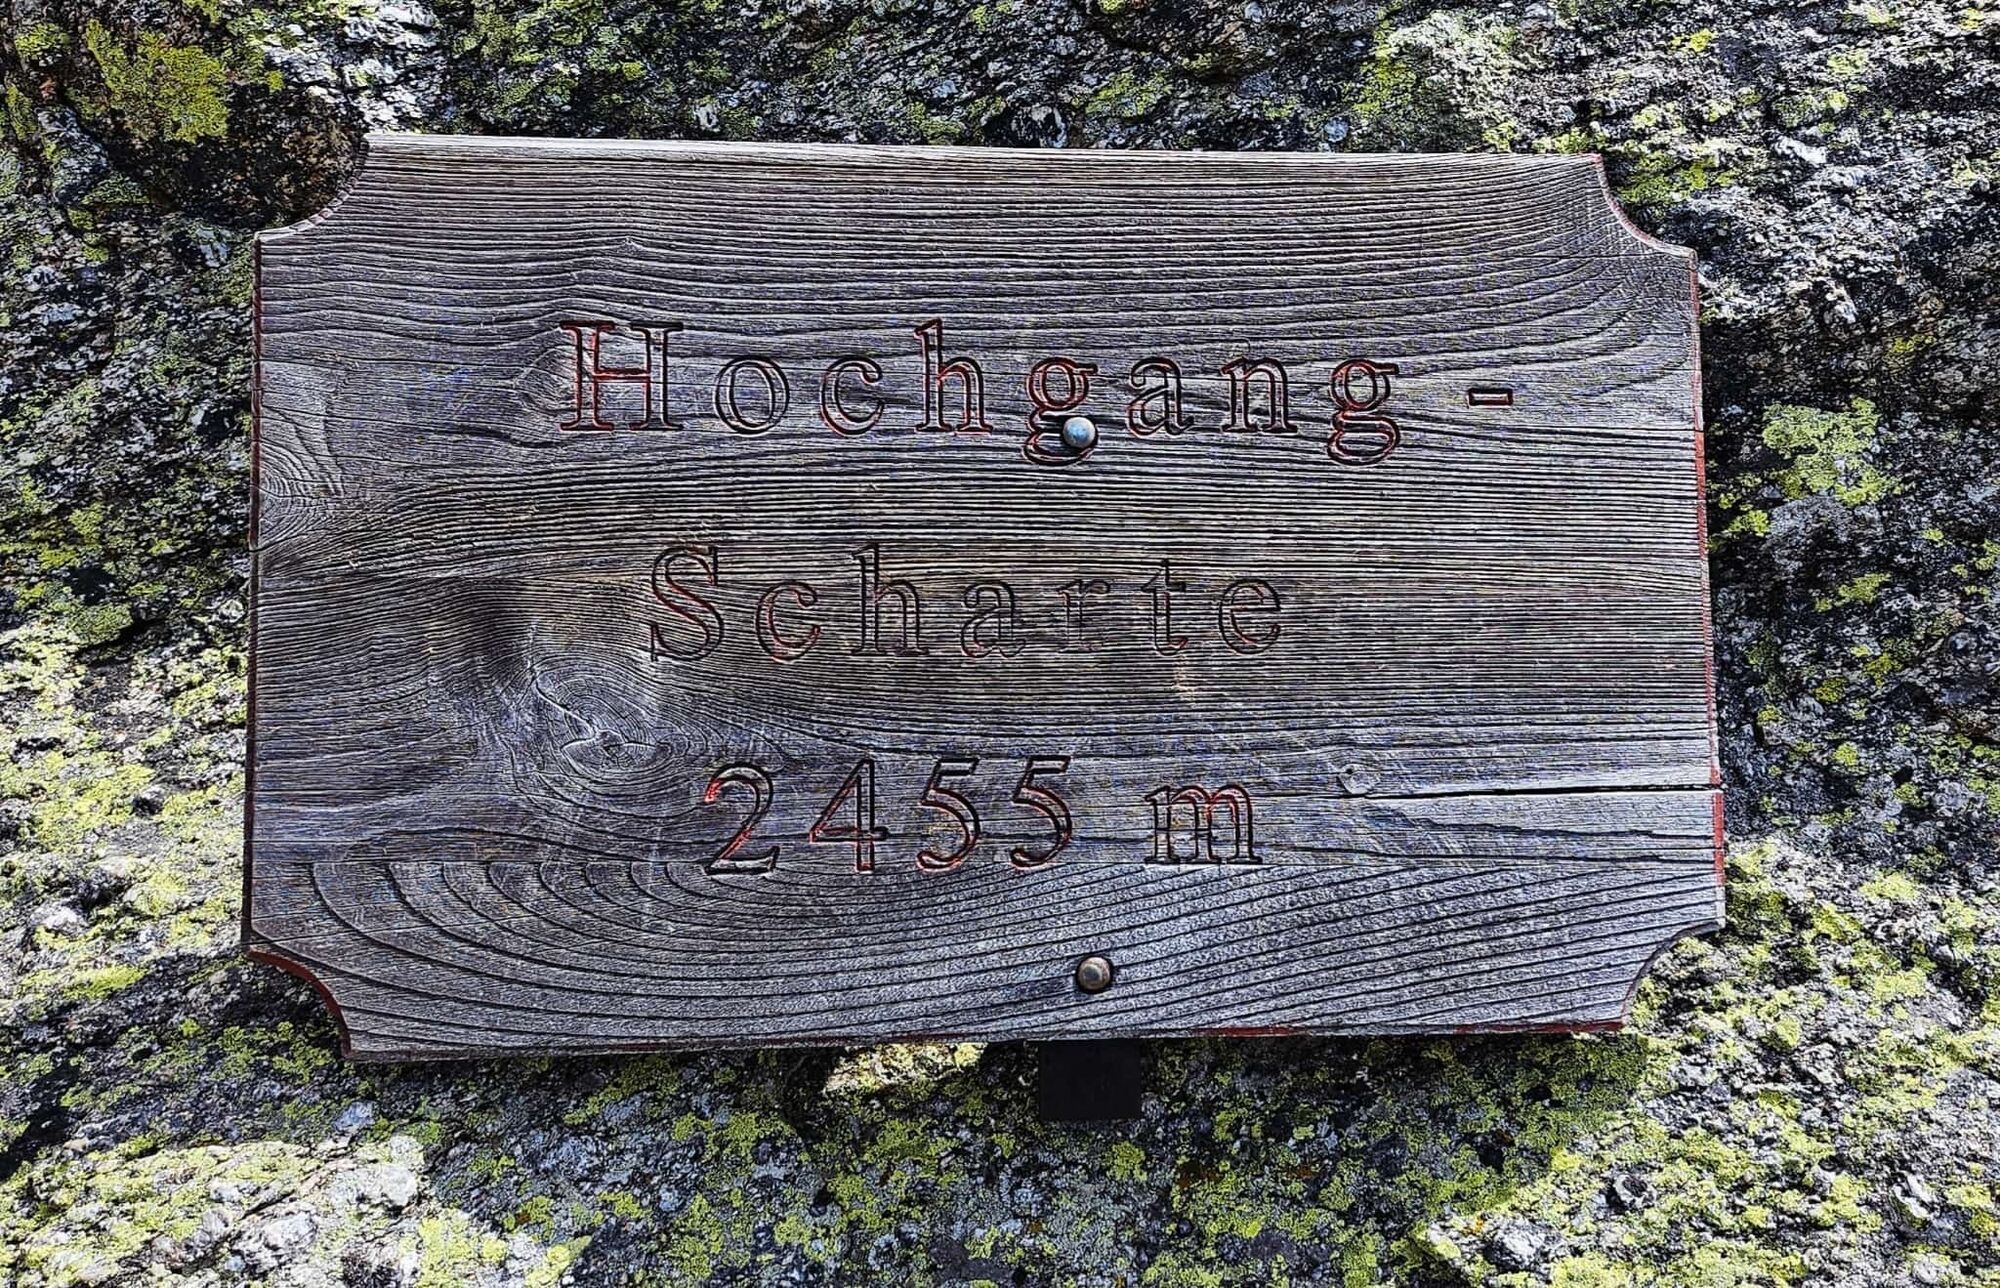 Hochgang -
Scharte
2455 m